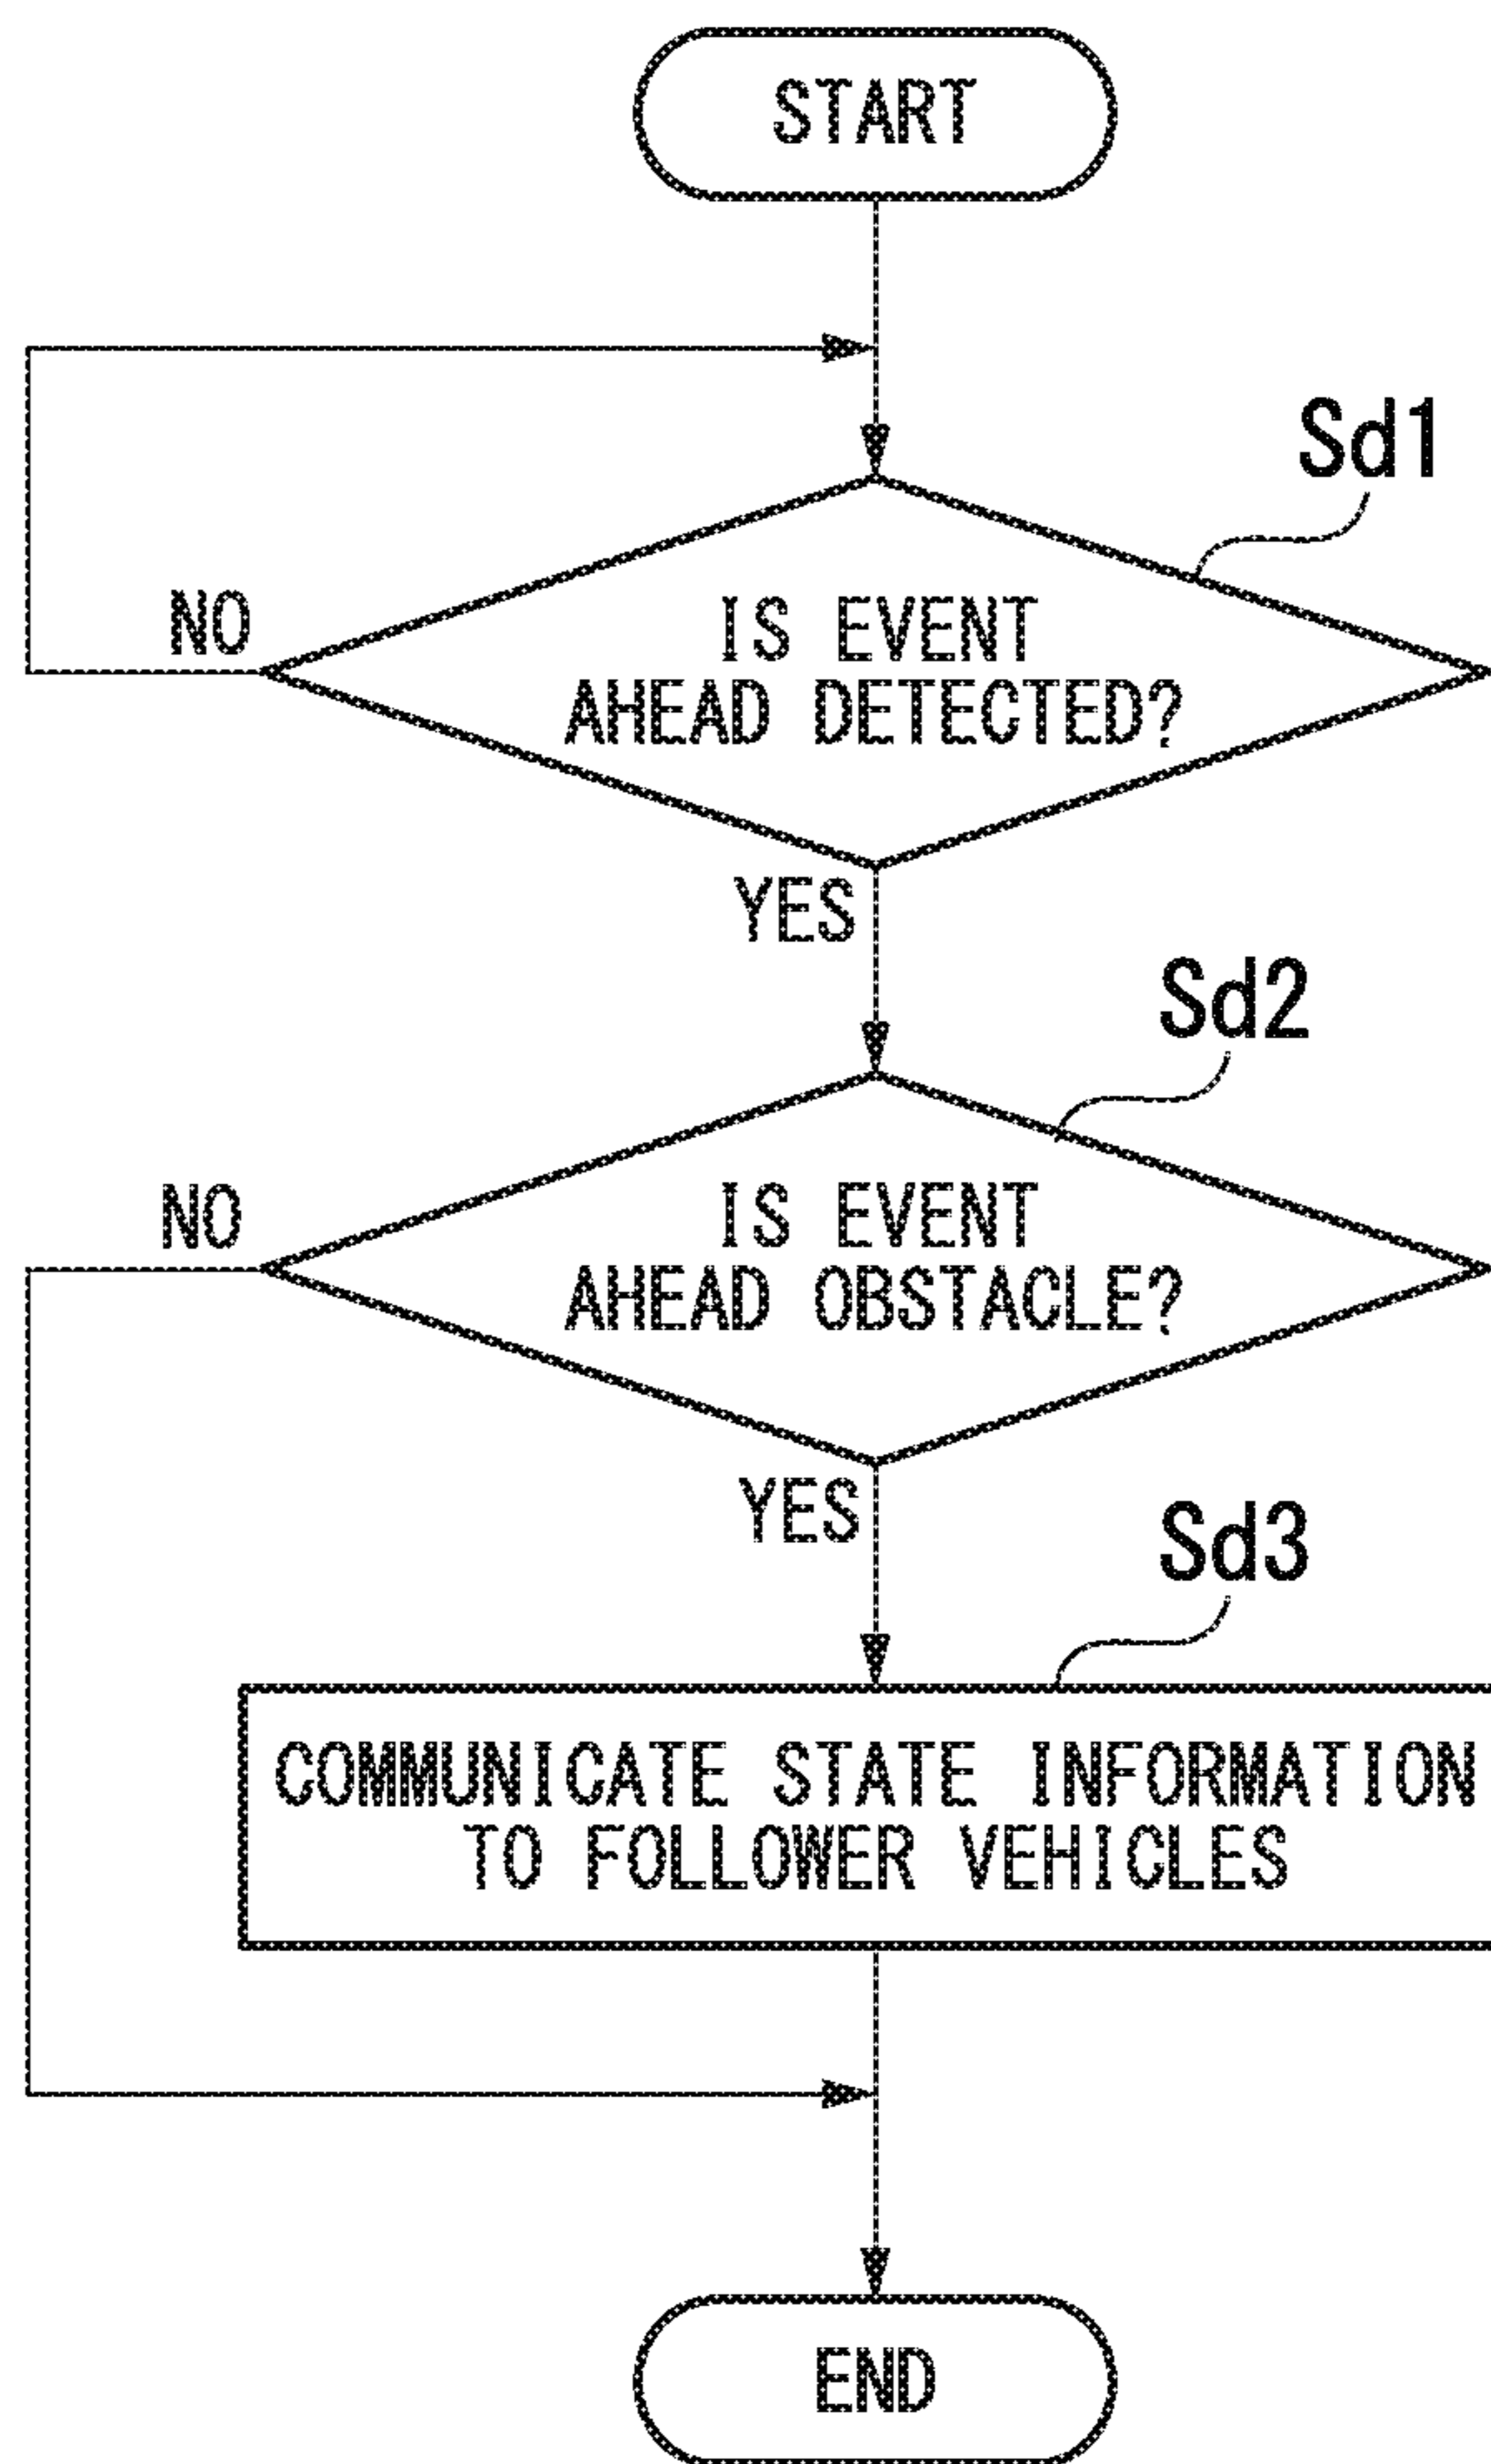 START
Sd1
NO
IS EVENT
AHEAD DETECTED?
YES
Sd2
NO
IS EVENT
AHEAD OBSTACLE?
YES
Sd3
COMMUNICATE STATE INFORMATION
TO FOLLOWER VEHICLES
END